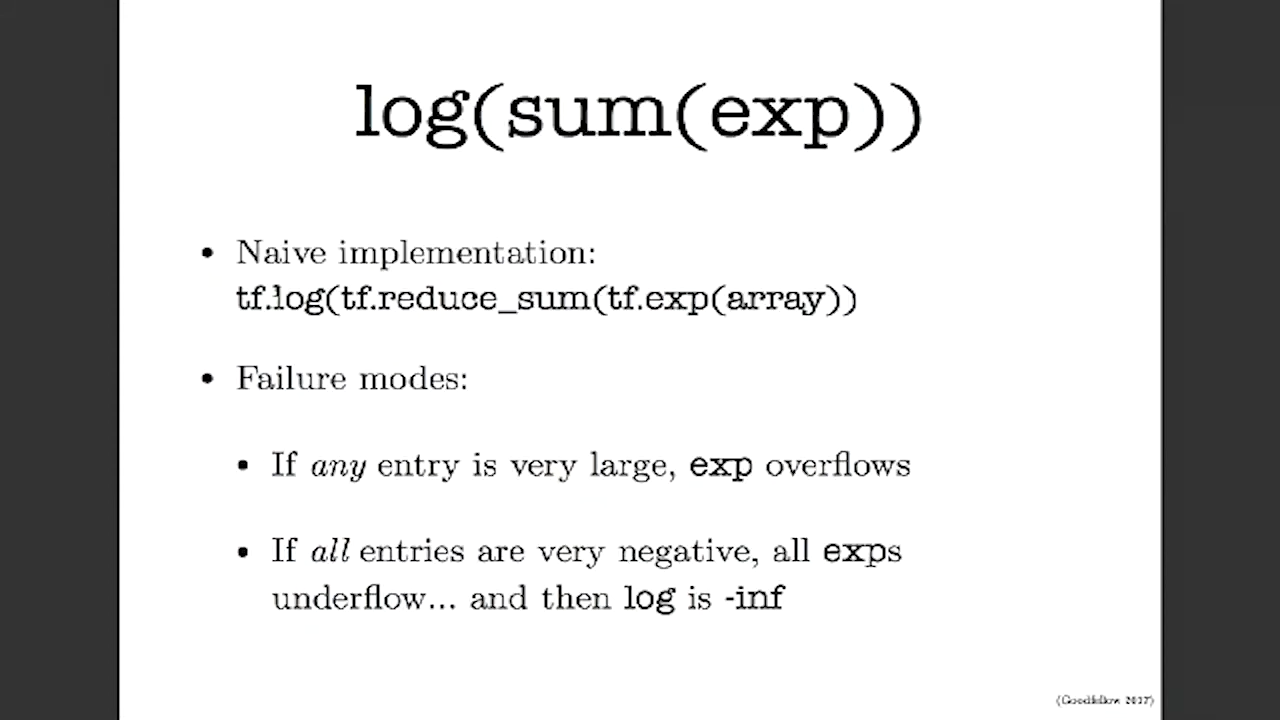 log(sum(exp))
• Naive implementation:
tf.log(tf.reduce_sum(tf.exp(array))
• Failure modes:
• If any entry is very large, exp overflows
• If all entries are very negative, all exps
underflow... and then log is -inf
(Goodfellow 2017)